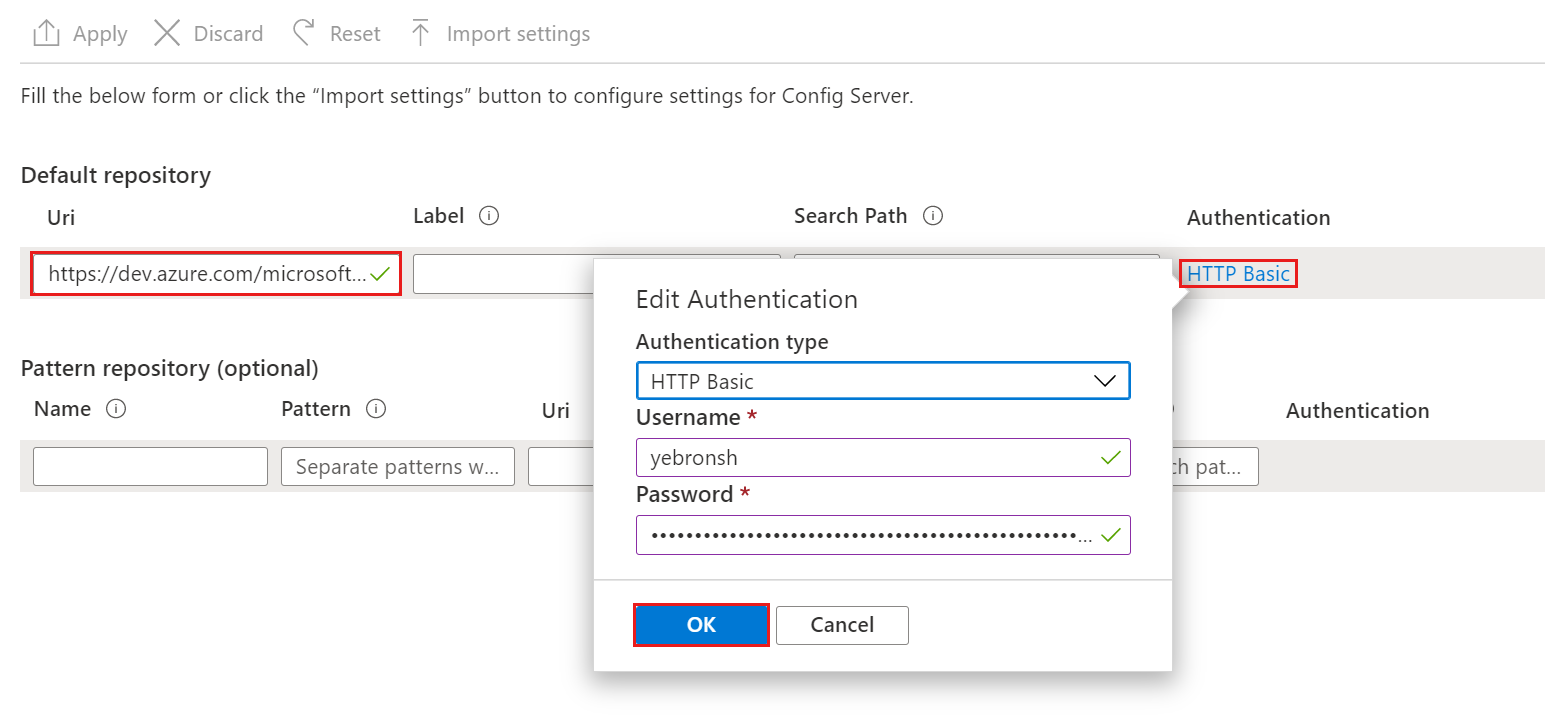 Apply Discard Reset Import settings
Fill the below form or click the “Import settings” button to configure settings for Config Server.
Default repository
Uri Label Search Path Authentication
https://dev.azure.com/microsoft... HTTP Basic
Edit Authentication
Authentication type
HTTP Basic
Username *
yebronsh
Password *
••••••••••••••••••••••••••••••••••••••••••••••••...
OK Cancel
Pattern repository (optional)
Name Pattern Uri Authentication
Separate patterns w... ch pat...